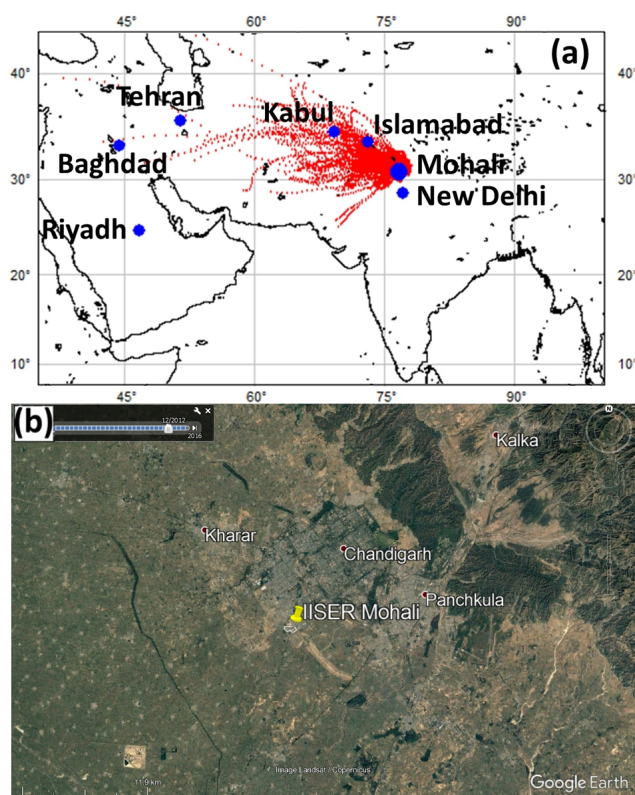 45° 60° 75° 90°
(a)
40° 40°
Tehran
Kabul
Islamabad
Baghdad
Mohali
30° 30°
New Delhi
Riyadh
20° 20°
10° 10°
45° 60° 75° 90°
(b)
12/2012
2016
N
Kalka
Kharar
Chandigarh
Panchkula
IISER Mohali
11.9 km
Image Landsat / Copernicus
Google Earth